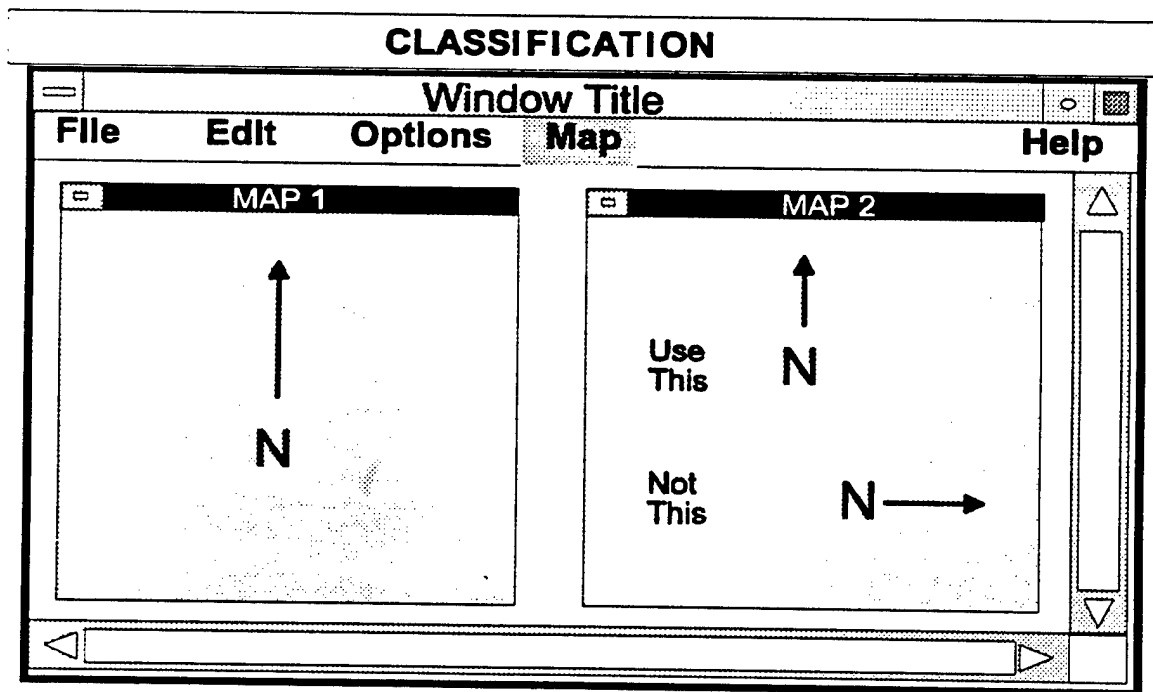 CLASSIFICATION
Window Title
File Edit Options Map Help
MAP 1
N
MAP 2
Use
This
N
Not
This
N